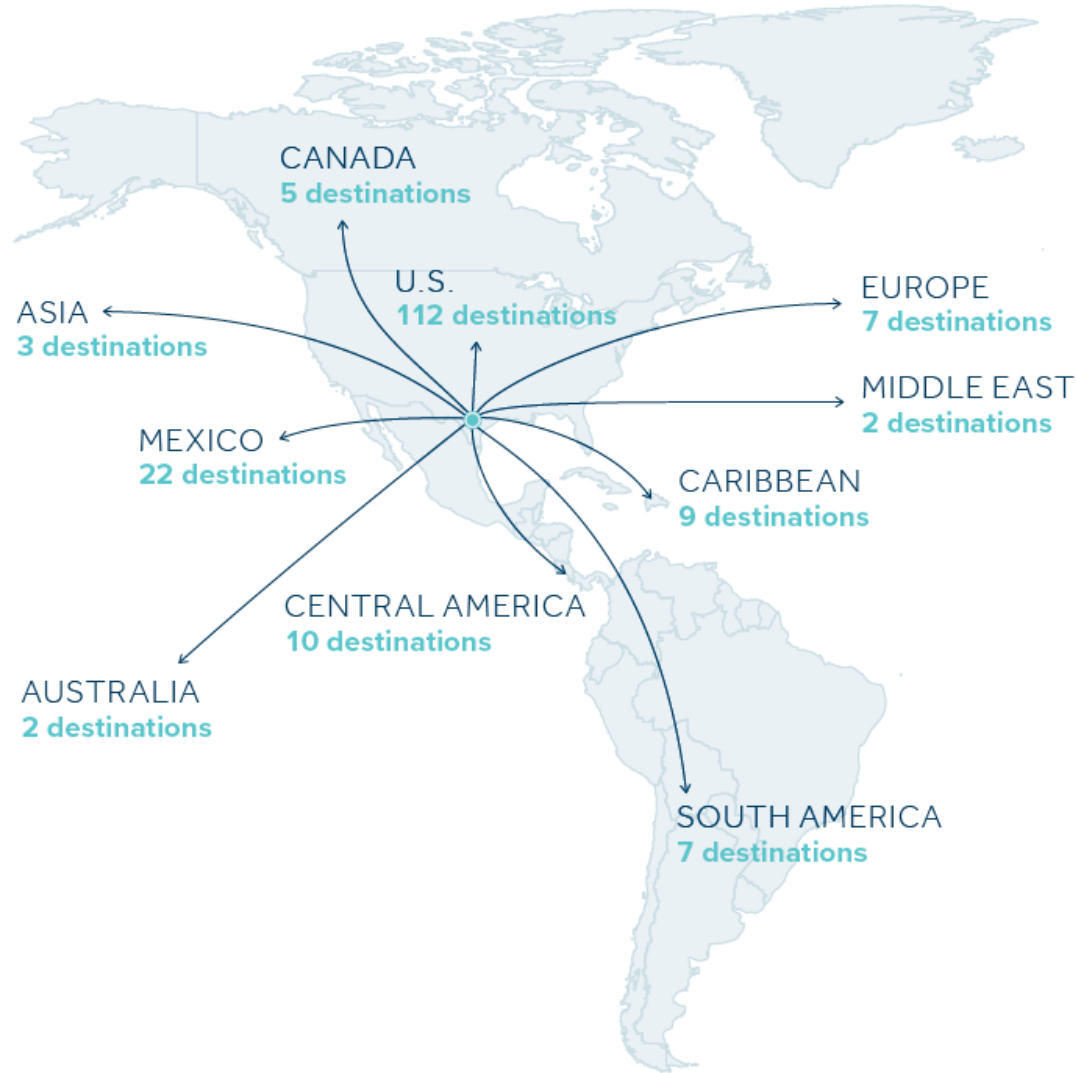 CANADA
5 destinations
U.S.
112 destinations
ASIA
3 destinations
EUROPE
7 destinations
MIDDLE EAST
2 destinations
MEXICO
22 destinations
CARIBBEAN
9 destinations
CENTRAL AMERICA
10 destinations
AUSTRALIA
2 destinations
SOUTH AMERICA
7 destinations